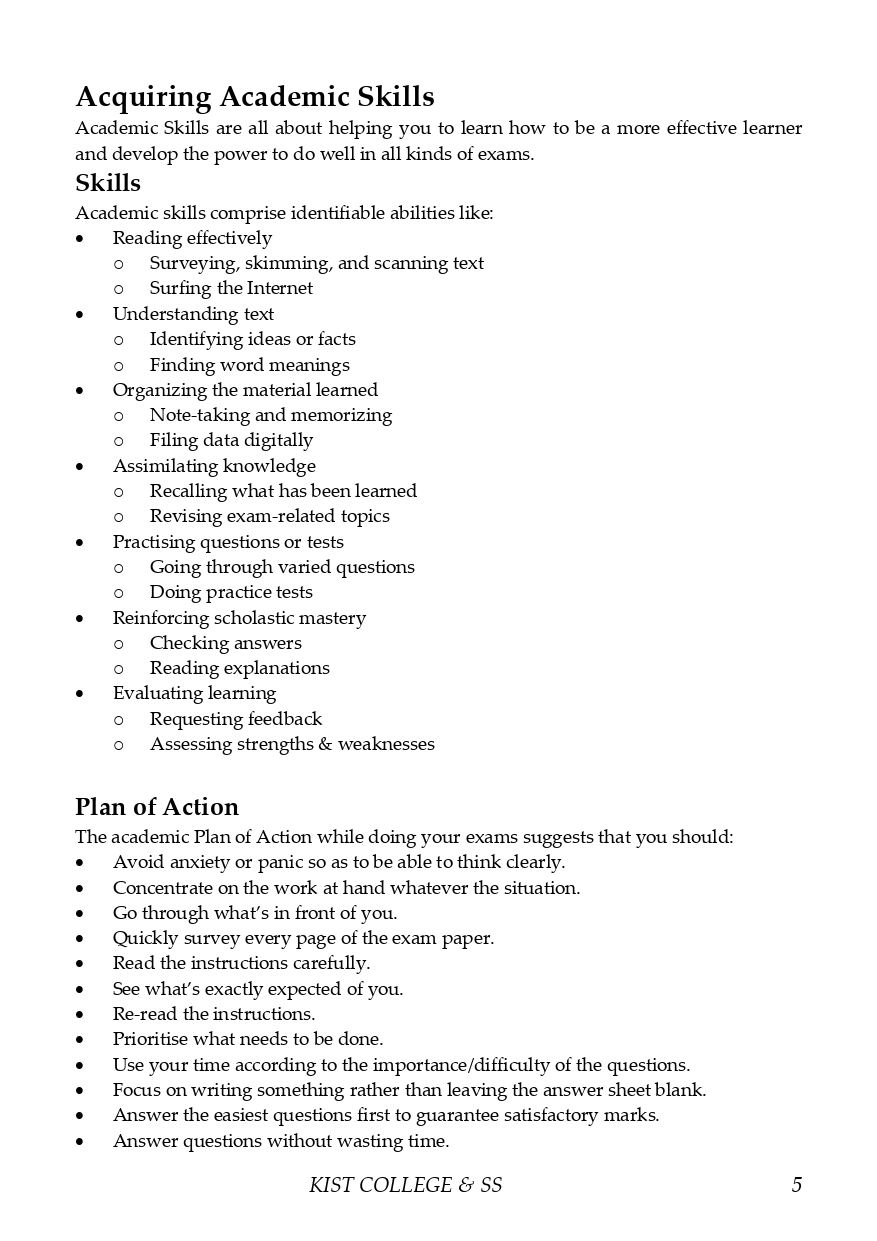 Acquiring Academic Skills
Academic Skills are all about helping you to learn how to be a more effective learner
and develop the power to do well in all kinds of exams.
Skills
Academic skills comprise identifiable abilities like:
• Reading effectively
○ Surveying, skimming, and scanning text
○ Surfing the Internet
• Understanding text
○ Identifying ideas or facts
○ Finding word meanings
• Organizing the material learned
○ Note-taking and memorizing
○ Filing data digitally
• Assimilating knowledge
○ Recalling what has been learned
○ Revising exam-related topics
• Practising questions or tests
○ Going through varied questions
○ Doing practice tests
• Reinforcing scholastic mastery
○ Checking answers
○ Reading explanations
• Evaluating learning
○ Requesting feedback
○ Assessing strengths & weaknesses
Plan of Action
The academic Plan of Action while doing your exams suggests that you should:
• Avoid anxiety or panic so as to be able to think clearly.
• Concentrate on the work at hand whatever the situation.
• Go through what’s in front of you.
• Quickly survey every page of the exam paper.
• Read the instructions carefully.
• See what’s exactly expected of you.
• Re-read the instructions.
• Prioritise what needs to be done.
• Use your time according to the importance/difficulty of the questions.
• Focus on writing something rather than leaving the answer sheet blank.
• Answer the easiest questions first to guarantee satisfactory marks.
• Answer questions without wasting time.
KIST COLLEGE & SS 5